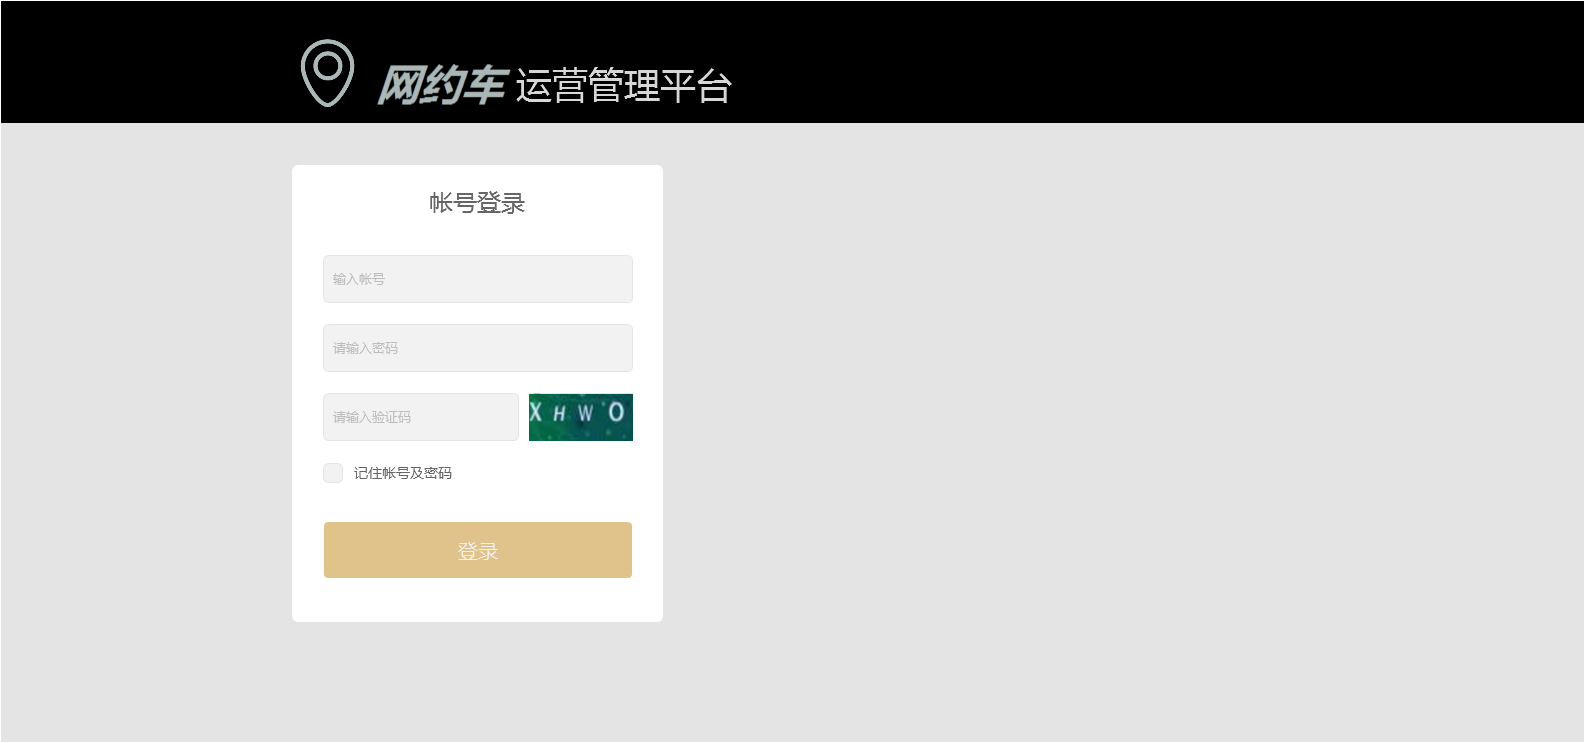 网约车 运营管理平台
帐号登录
输入帐号
请输入密码
请输入验证码
X H W O
记住帐号及密码
登录